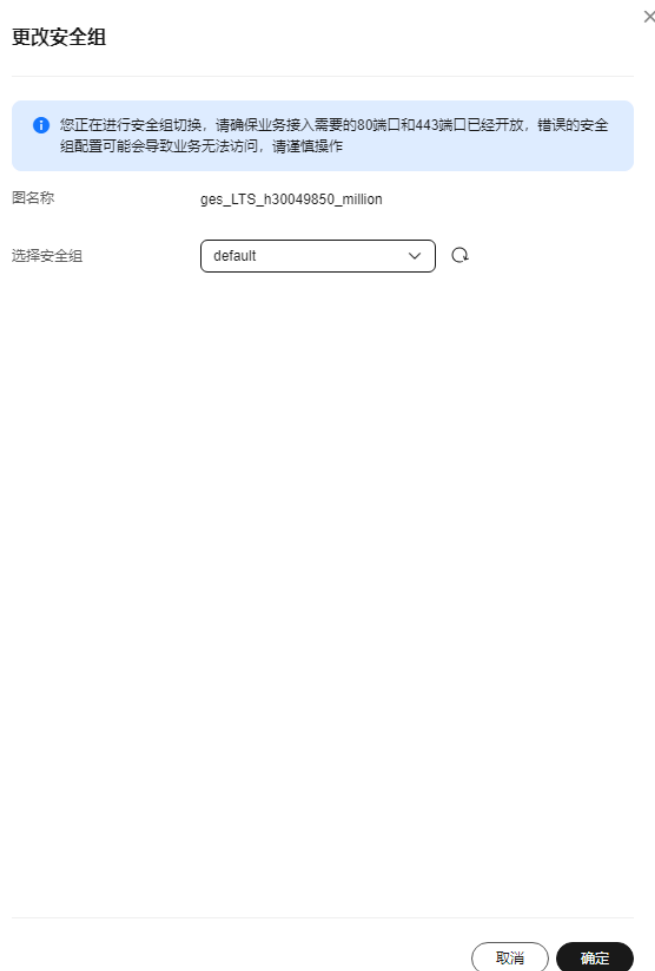 更改安全组
您正在进行安全组切换，请确保业务接入需要的80端口和443端口已经开放，错误的安全
组配置可能会导致业务无法访问，请谨慎操作
图名称 ges_LTS_h30049850_million
选择安全组 default
取消 确定